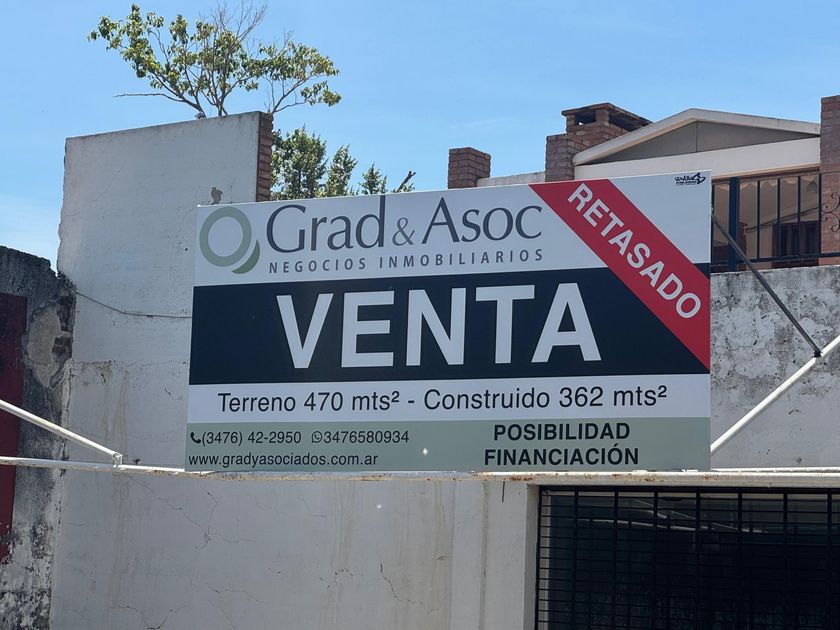 Grad & Asoc
NEGOCIOS INMOBILIARIOS
RETASADO
VENTA
Terreno 470 mts² - Construido 362 mts²
(3476) 42-2950 3476580934
www.gradyasociados.com.ar
POSIBILIDAD
FINANCIACIÓN